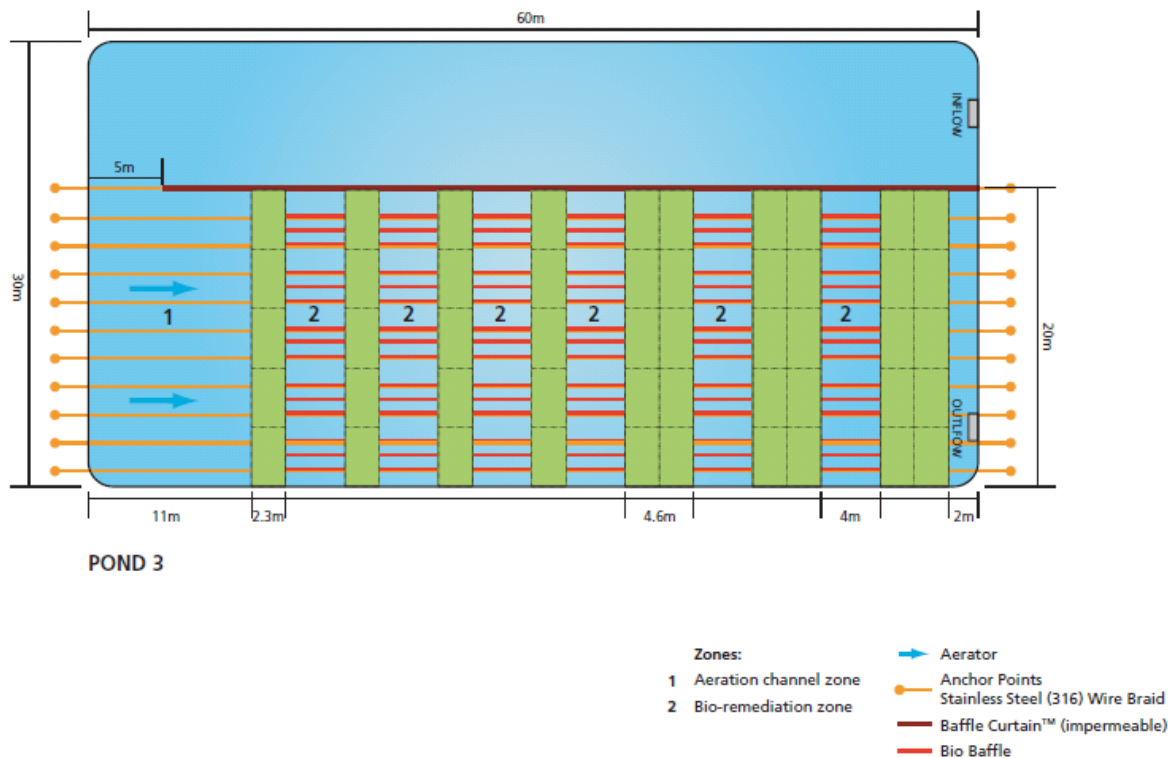 60m
INFLOW
5m
30m
1
2
2
2
2
2
2
20m
OUTLFOW
11m
2.3m
4.6m
4m
2m
POND 3
Zones:
1 Aeration channel zone
2 Bio-remediation zone
Aerator
Anchor Points
Stainless Steel (316) Wire Braid
Baffle Curtain™ (impermeable)
Bio Baffle